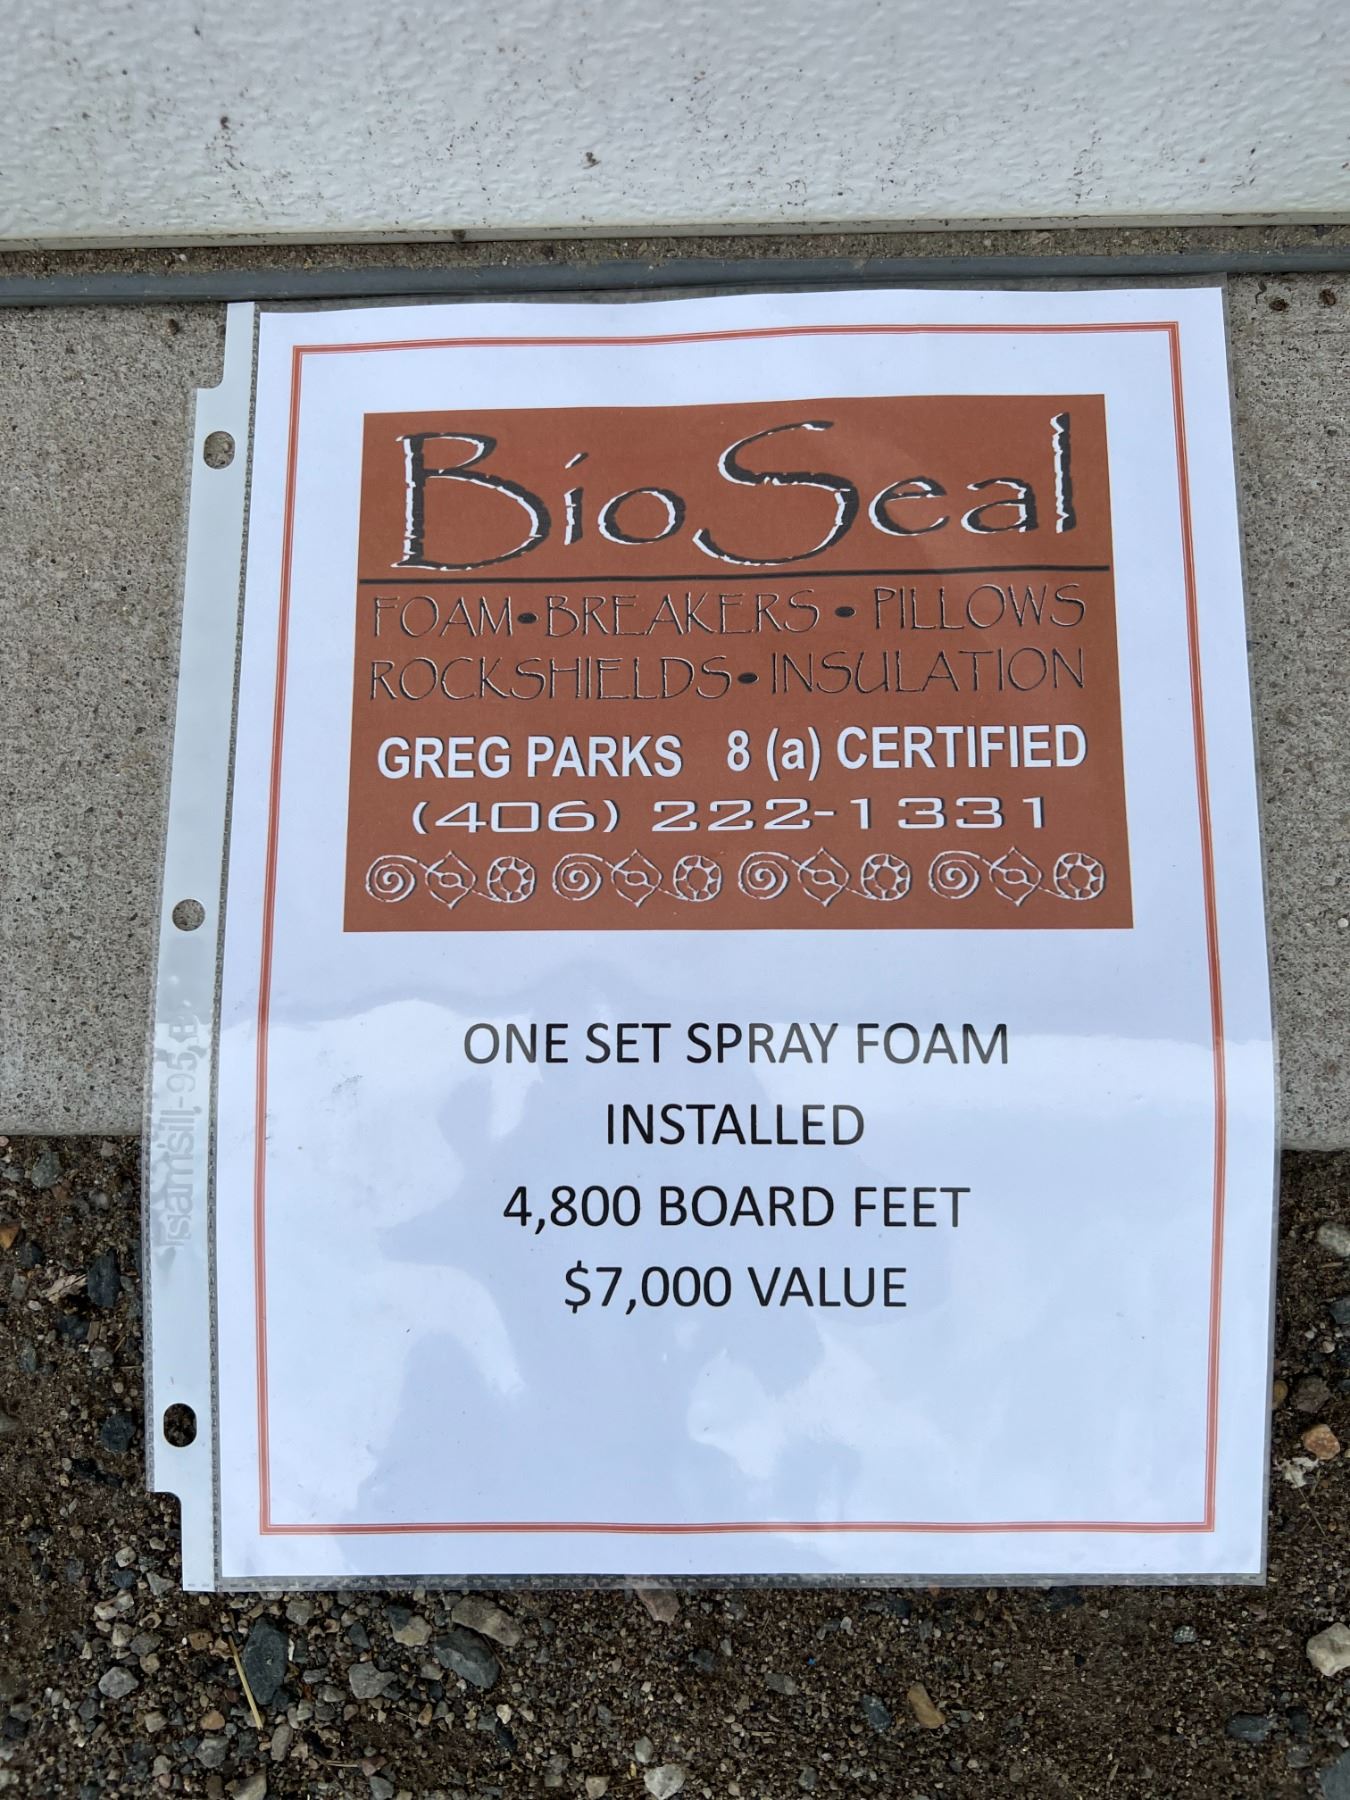 BioSeal
FOAM • BREAKERS • PILLOWS
ROCKSHIELDS • INSULATION
GREG PARKS 8 (a) CERTIFIED
(406) 222-1331
ONE SET SPRAY FOAM
INSTALLED
4,800 BOARD FEET
$7,000 VALUE